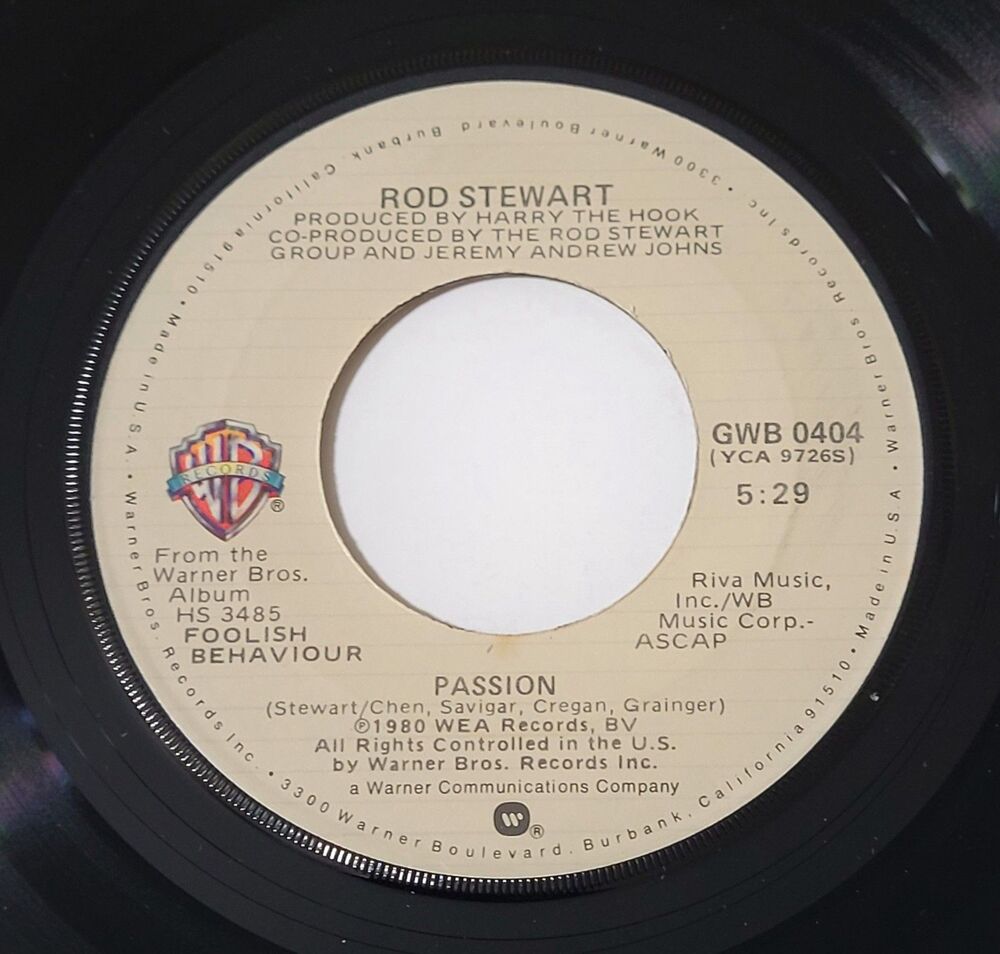 ROD STEWART
PRODUCED BY HARRY THE HOOK
CO-PRODUCED BY THE ROD STEWART
GROUP AND JEREMY ANDREW JOHNS
WB
RECORDS
®
GWB 0404
(YCA 9726S)
5:29
From the
Warner Bros.
Album
HS 3485
FOOLISH
BEHAVIOUR
Riva Music,
Inc./WB
Music Corp.-
ASCAP
PASSION
(Stewart/Chen, Savigar, Cregan, Grainger)
℗1980 WEA Records, BV
All Rights Controlled in the U.S.
by Warner Bros. Records Inc.
a Warner Communications Company
W®
Warner Bros. Records Inc. • 3300 Warner Boulevard. Burbank. California 91510 • Made in U.S.A •
Warner Bros. Records Inc. • 3300 Warner Boulevard. Burbank. California 91510 • Made in U.S.A. •